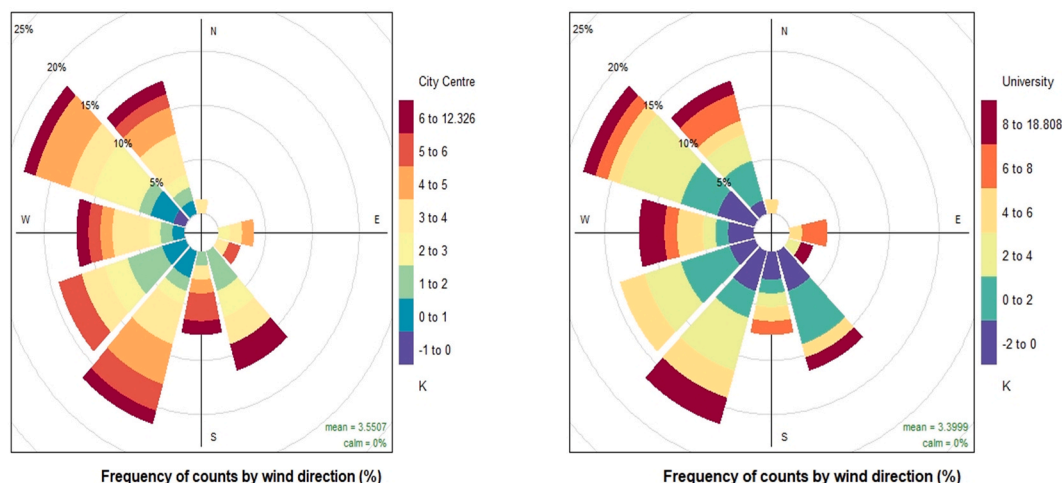 25%
20%
15%
10%
5%
N
W
E
S
mean = 3.5507
calm = 0%
City Centre
6 to 12.326
5 to 6
4 to 5
3 to 4
2 to 3
1 to 2
0 to 1
-1 to 0
K
Frequency of counts by wind direction (%)
25%
20%
15%
10%
5%
N
W
E
S
mean = 3.3999
calm = 0%
University
8 to 18.808
6 to 8
4 to 6
2 to 4
0 to 2
-2 to 0
K
Frequency of counts by wind direction (%)